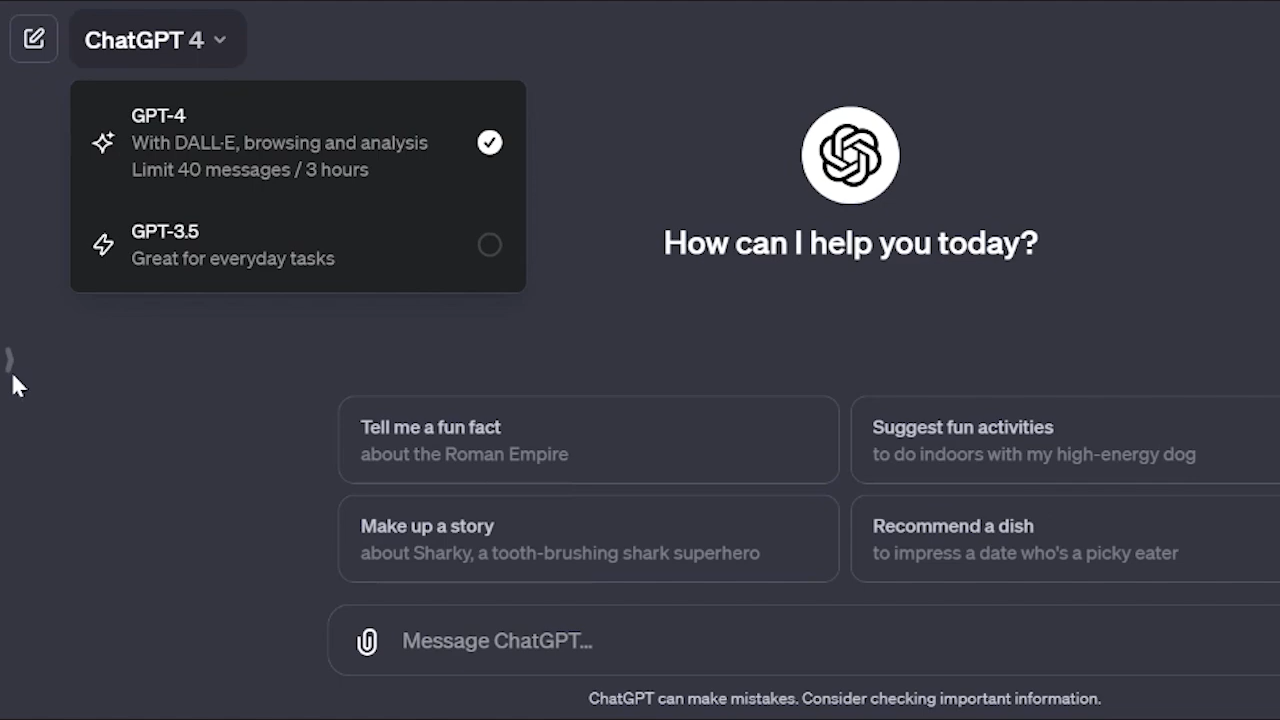 ChatGPT 4
GPT-4
With DALL·E, browsing and analysis
Limit 40 messages / 3 hours
GPT-3.5
Great for everyday tasks
How can I help you today?
Tell me a fun fact
about the Roman Empire
Suggest fun activities
to do indoors with my high-energy dog
Make up a story
about Sharky, a tooth-brushing shark superhero
Recommend a dish
to impress a date who's a picky eater
Message ChatGPT...
ChatGPT can make mistakes. Consider checking important information.